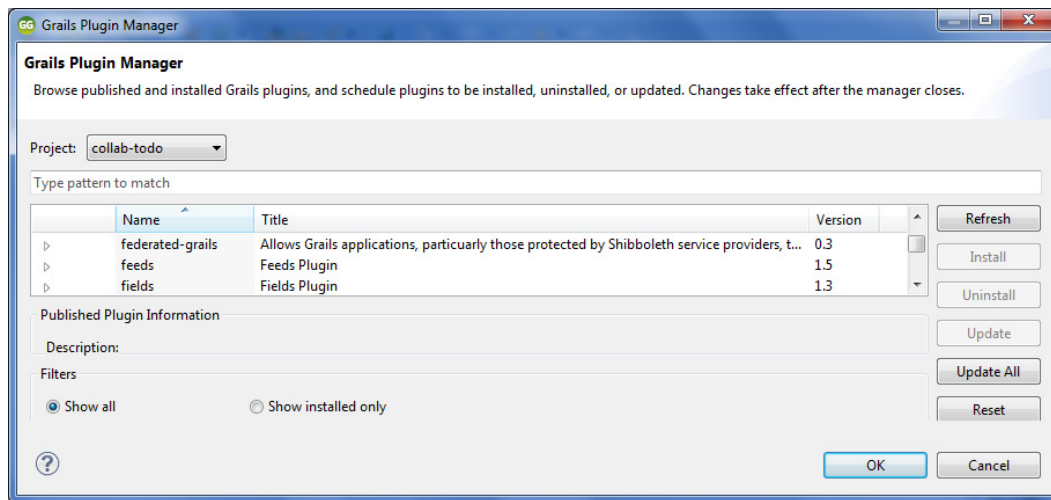 GG Grails Plugin Manager
Grails Plugin Manager
Browse published and installed Grails plugins, and schedule plugins to be installed, uninstalled, or updated. Changes take effect after the manager closes.
Project: collab-todo
Type pattern to match
Name Title Version
federated-grails Allows Grails applications, particuarly those protected by Shibboleth service providers, t... 0.3
feeds Feeds Plugin 1.5
fields Fields Plugin 1.3
Refresh
Install
Uninstall
Update
Update All
Reset
Published Plugin Information
Description:
Filters
Show all Show installed only
? OK Cancel